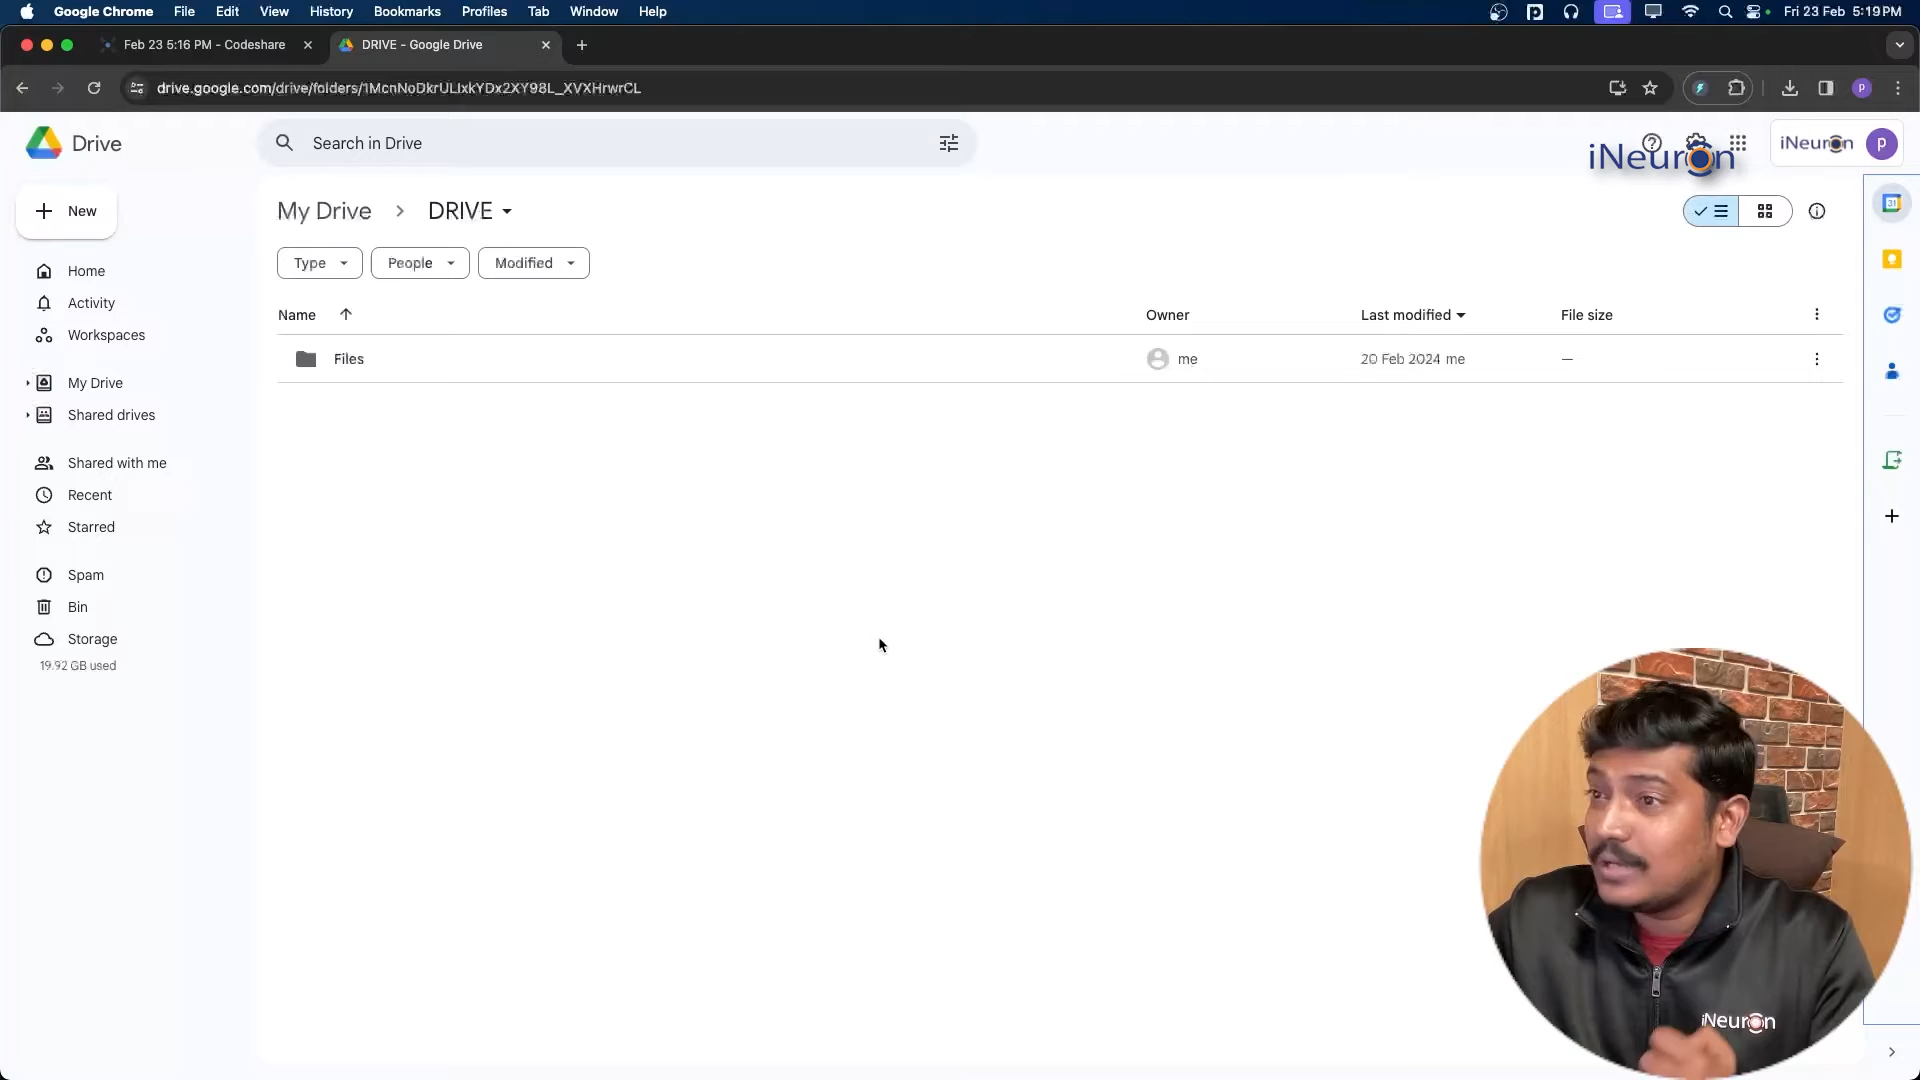 Google Chrome File Edit View History Bookmarks Profiles Tab Window Help Fri 23 Feb 5:19 PM
Feb 23 5:16 PM - Codeshare DRIVE - Google Drive
drive.google.com/drive/folders/1McnNoDkrULIxkYDx2XY98L_XVXHrwrCL p
Drive Search in Drive iNeuron iNeuron p
New My Drive DRIVE
31
Type People Modified
Home
Activity
Workspaces
Name Owner Last modified File size
Files me 20 Feb 2024 me —
My Drive
Shared drives
Shared with me
Recent
Starred
Spam
Bin
Storage
19.92 GB used
iNeuron